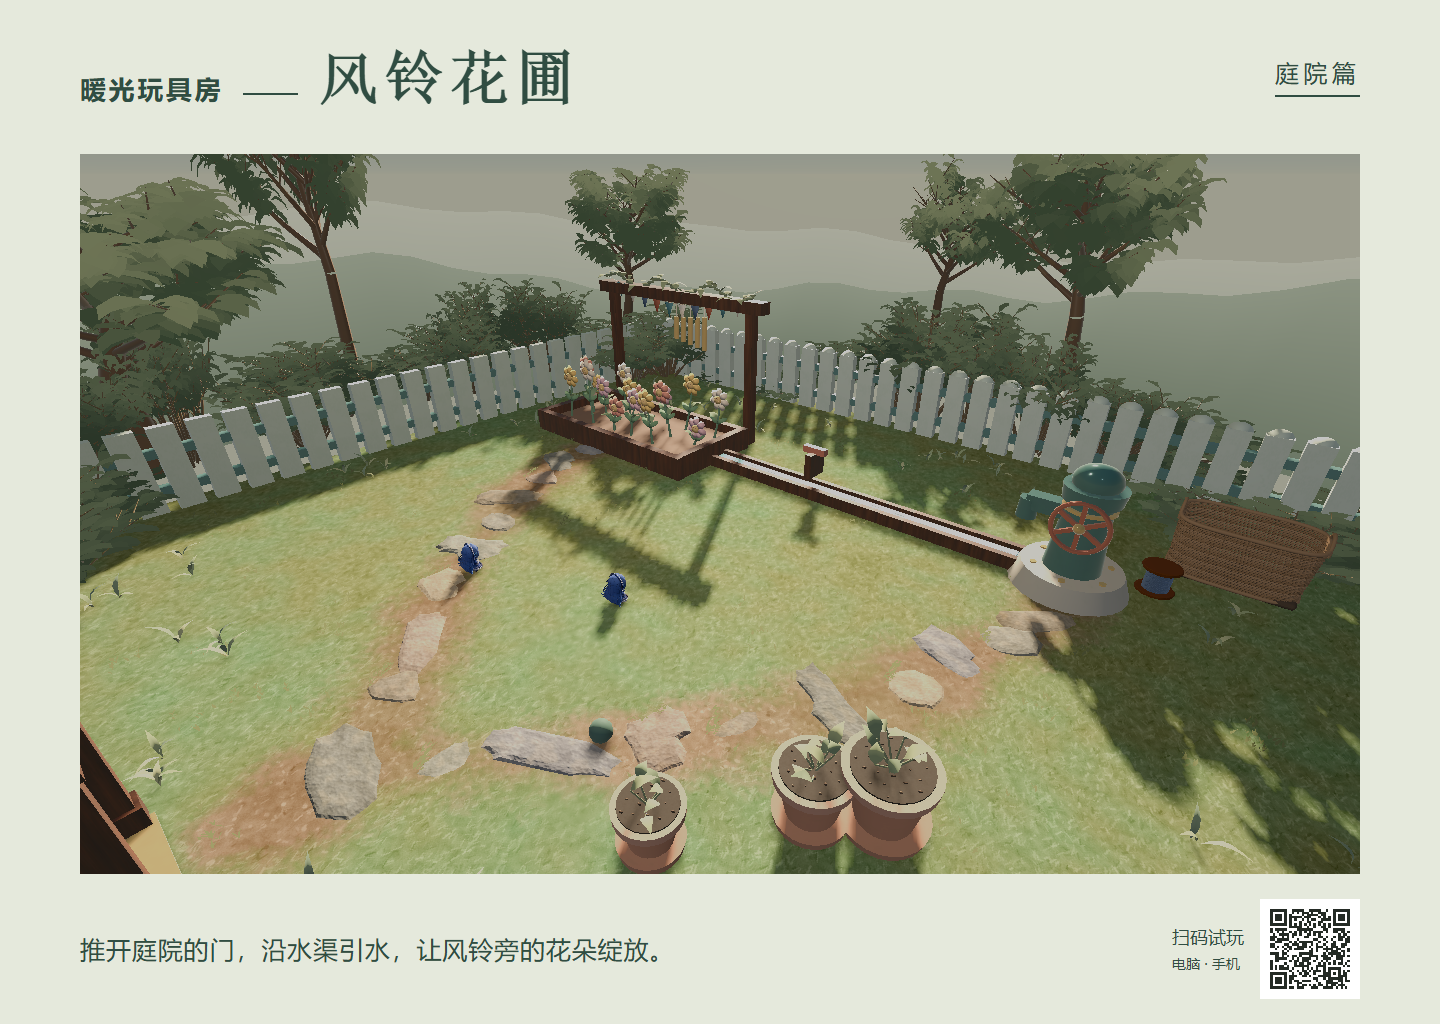 暖光玩具房 —— 风铃花圃
庭院篇
推开庭院的门，沿水渠引水，让风铃旁的花朵绽放。
扫码试玩
电脑 · 手机